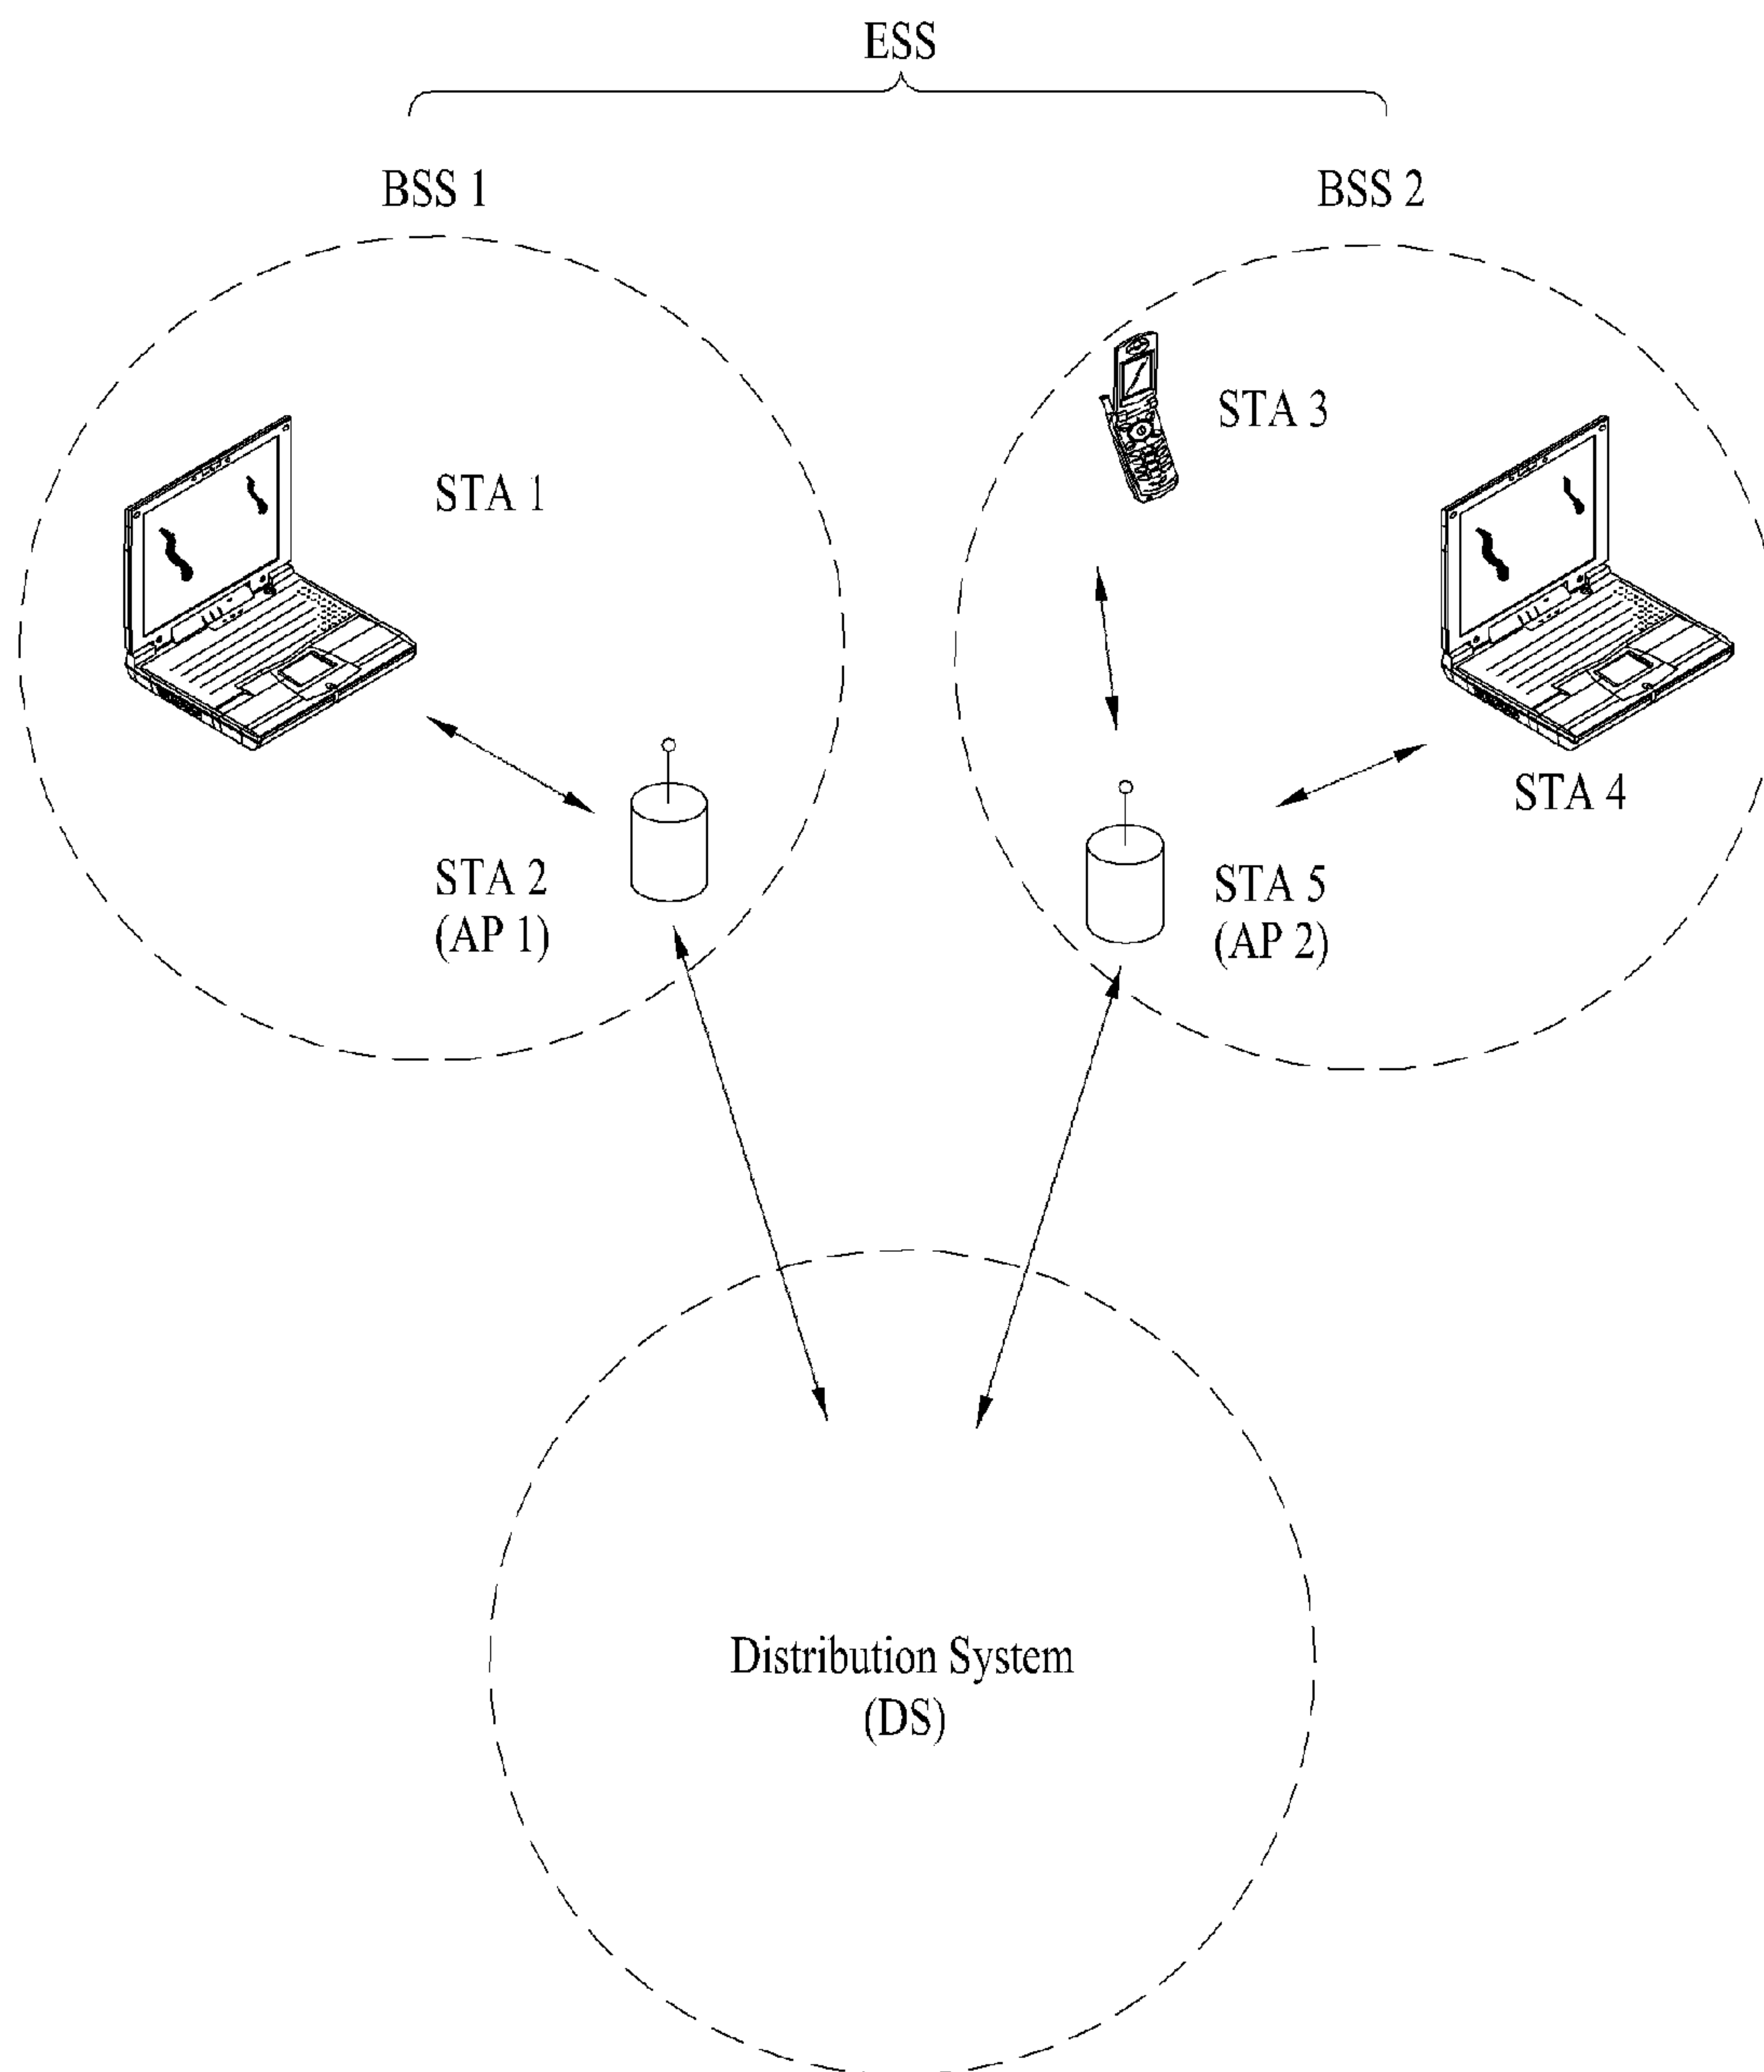 ESS
BSS 1
BSS 2
STA 3
STA 1
STA 4
STA 2
(AP 1)
STA 5
(AP 2)
Distribution System
(DS)